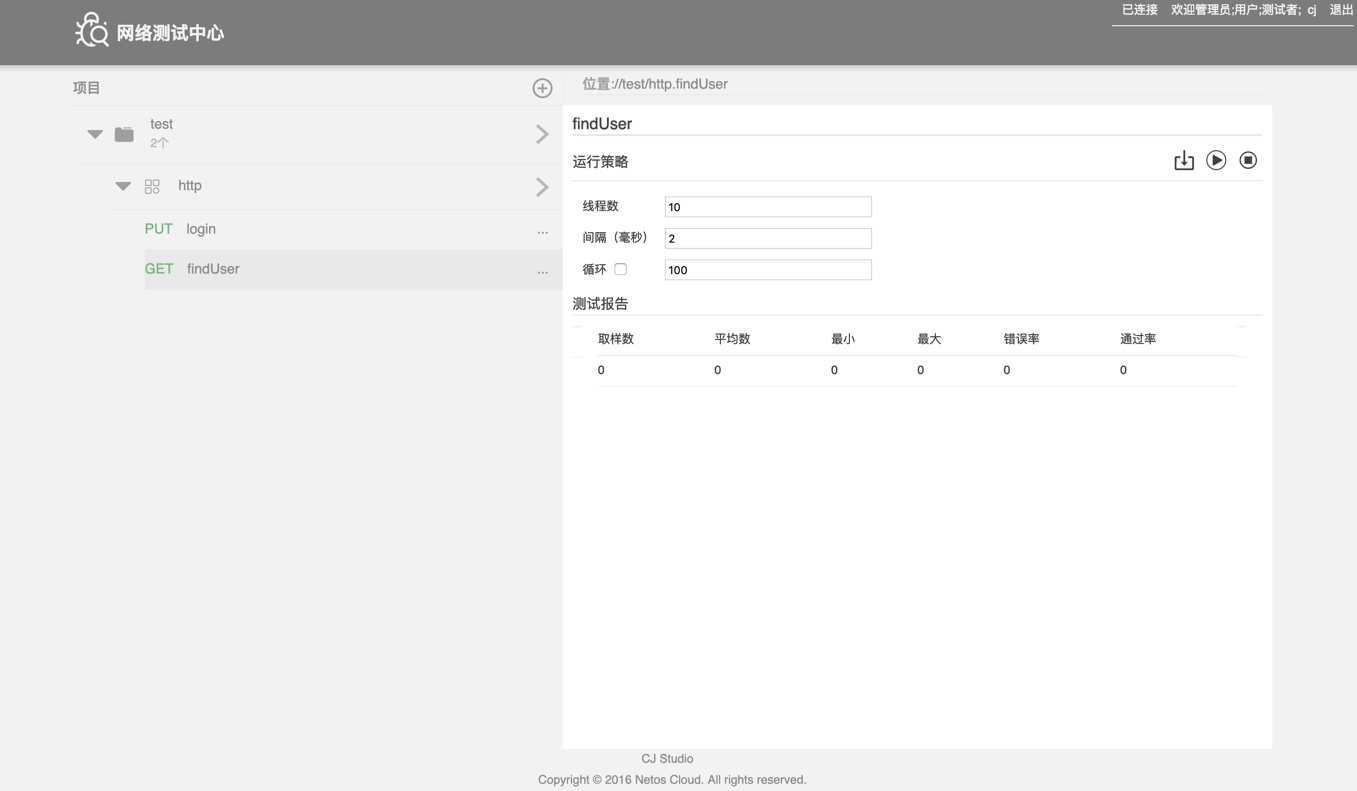 已连接 欢迎管理员;用户;测试者; cj 退出
网络测试中心
项目
位置://test/http.findUser
test
2个
http
PUT login ...
GET findUser ...
findUser
运行策略
线程数 10
间隔（毫秒） 2
循环 100
测试报告
取样数 平均数 最小 最大 错误率 通过率
0 0 0 0 0 0
CJ Studio
Copyright © 2016 Netos Cloud. All rights reserved.